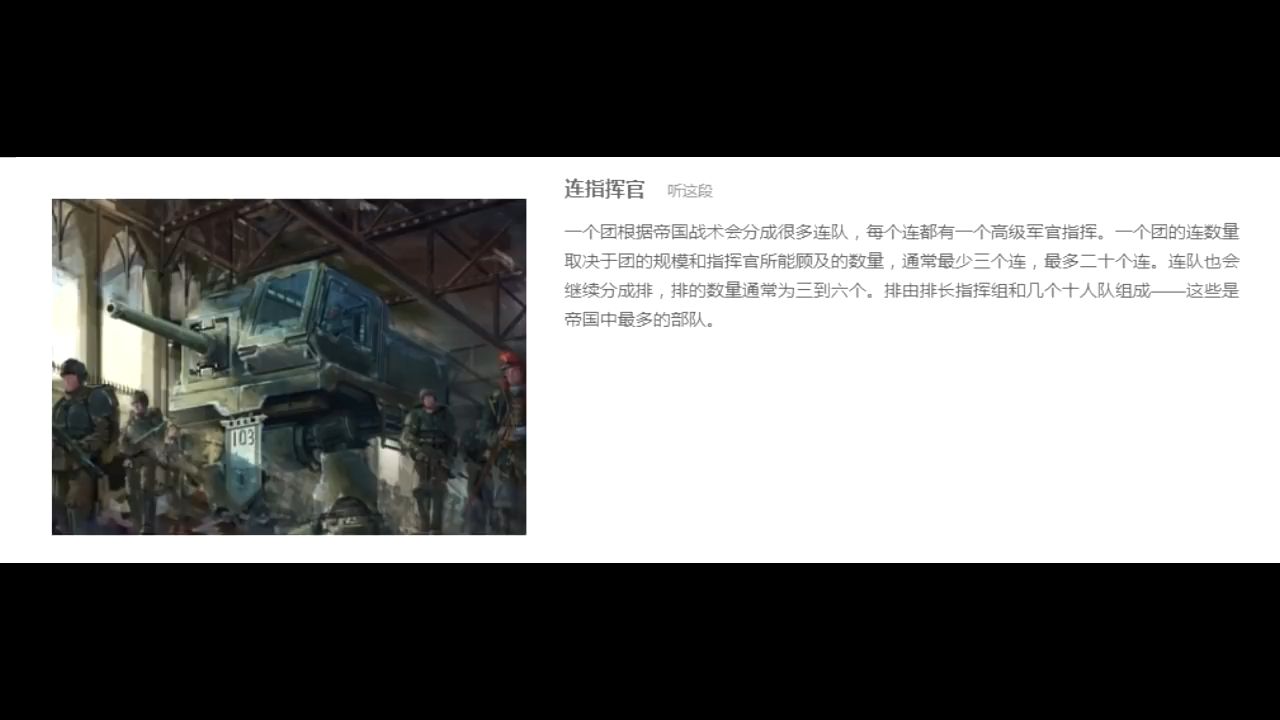 连指挥官 听这段
一个团根据帝国战术会分成很多连队，每个连都有一个高级军官指挥。一个团的连数量
取决于团的规模和指挥官所能顾及的数量，通常最少三个连，最多二十个连。连队也会
继续分成排，排的数量通常为三到六个。排由排长指挥组和几个十人队组成——这些是
帝国中最多的部队。
103